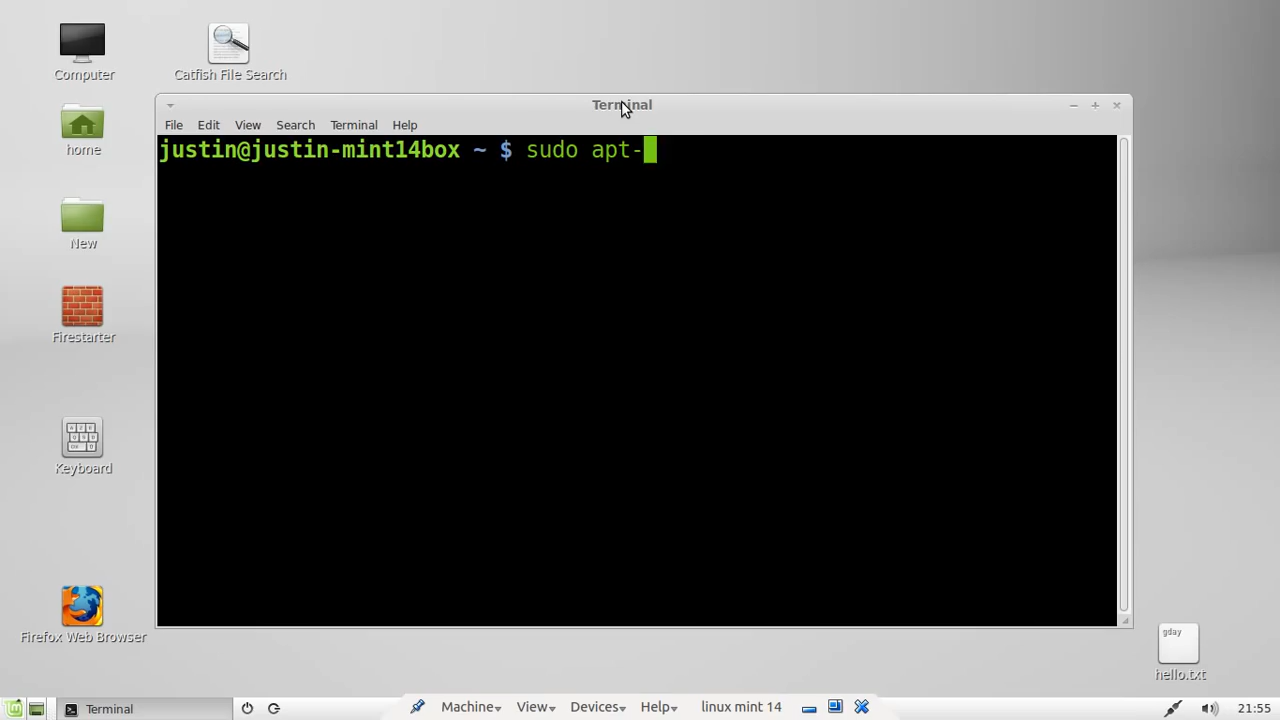 Computer
Catfish File Search
Terminal
File Edit View Search Terminal Help
justin@justin-mint14box ~ $ sudo apt-
home
New
Firestarter
Keyboard
Firefox Web Browser
gday
hello.txt
Terminal
Machine View Devices Help linux mint 14
21:55